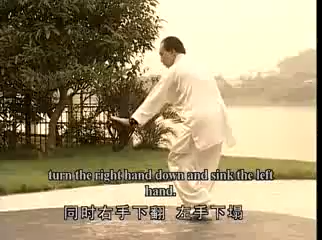 turn the right hand down and sink the left
hand.
同时右手下翻 左手下塌